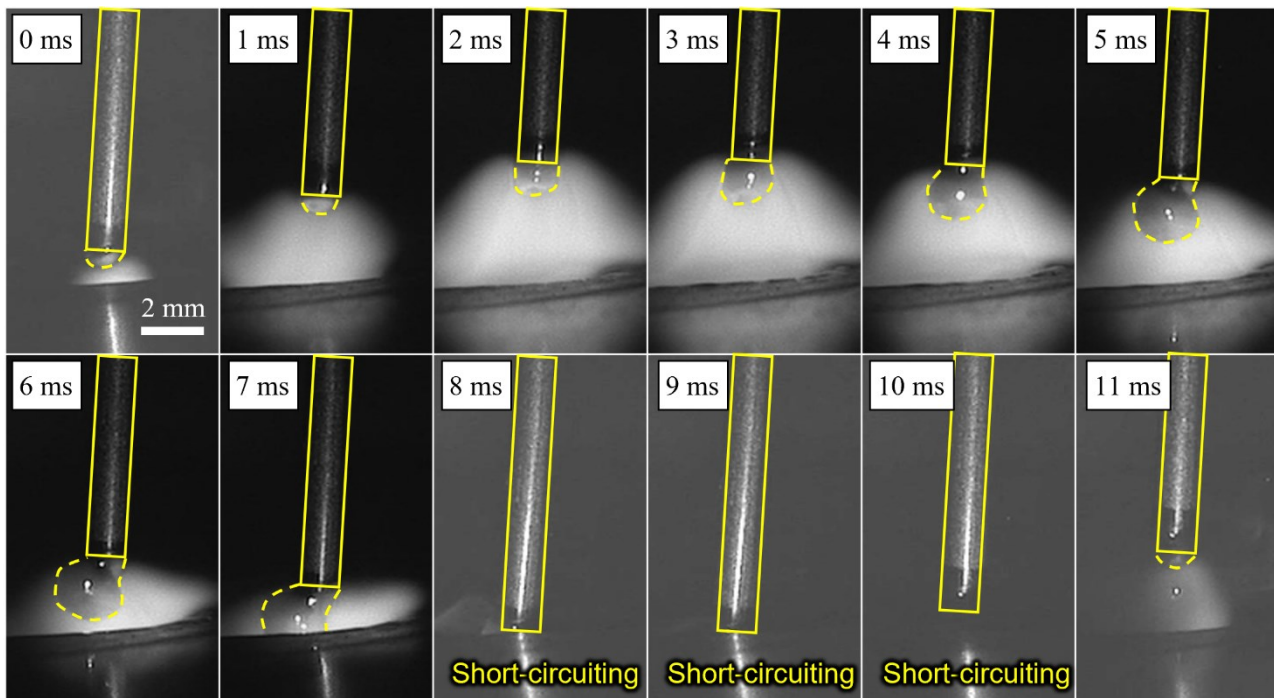 0 ms
1 ms
2 ms
3 ms
4 ms
5 ms
2 mm
6 ms
7 ms
8 ms
9 ms
10 ms
11 ms
Short-circuiting
Short-circuiting
Short-circuiting